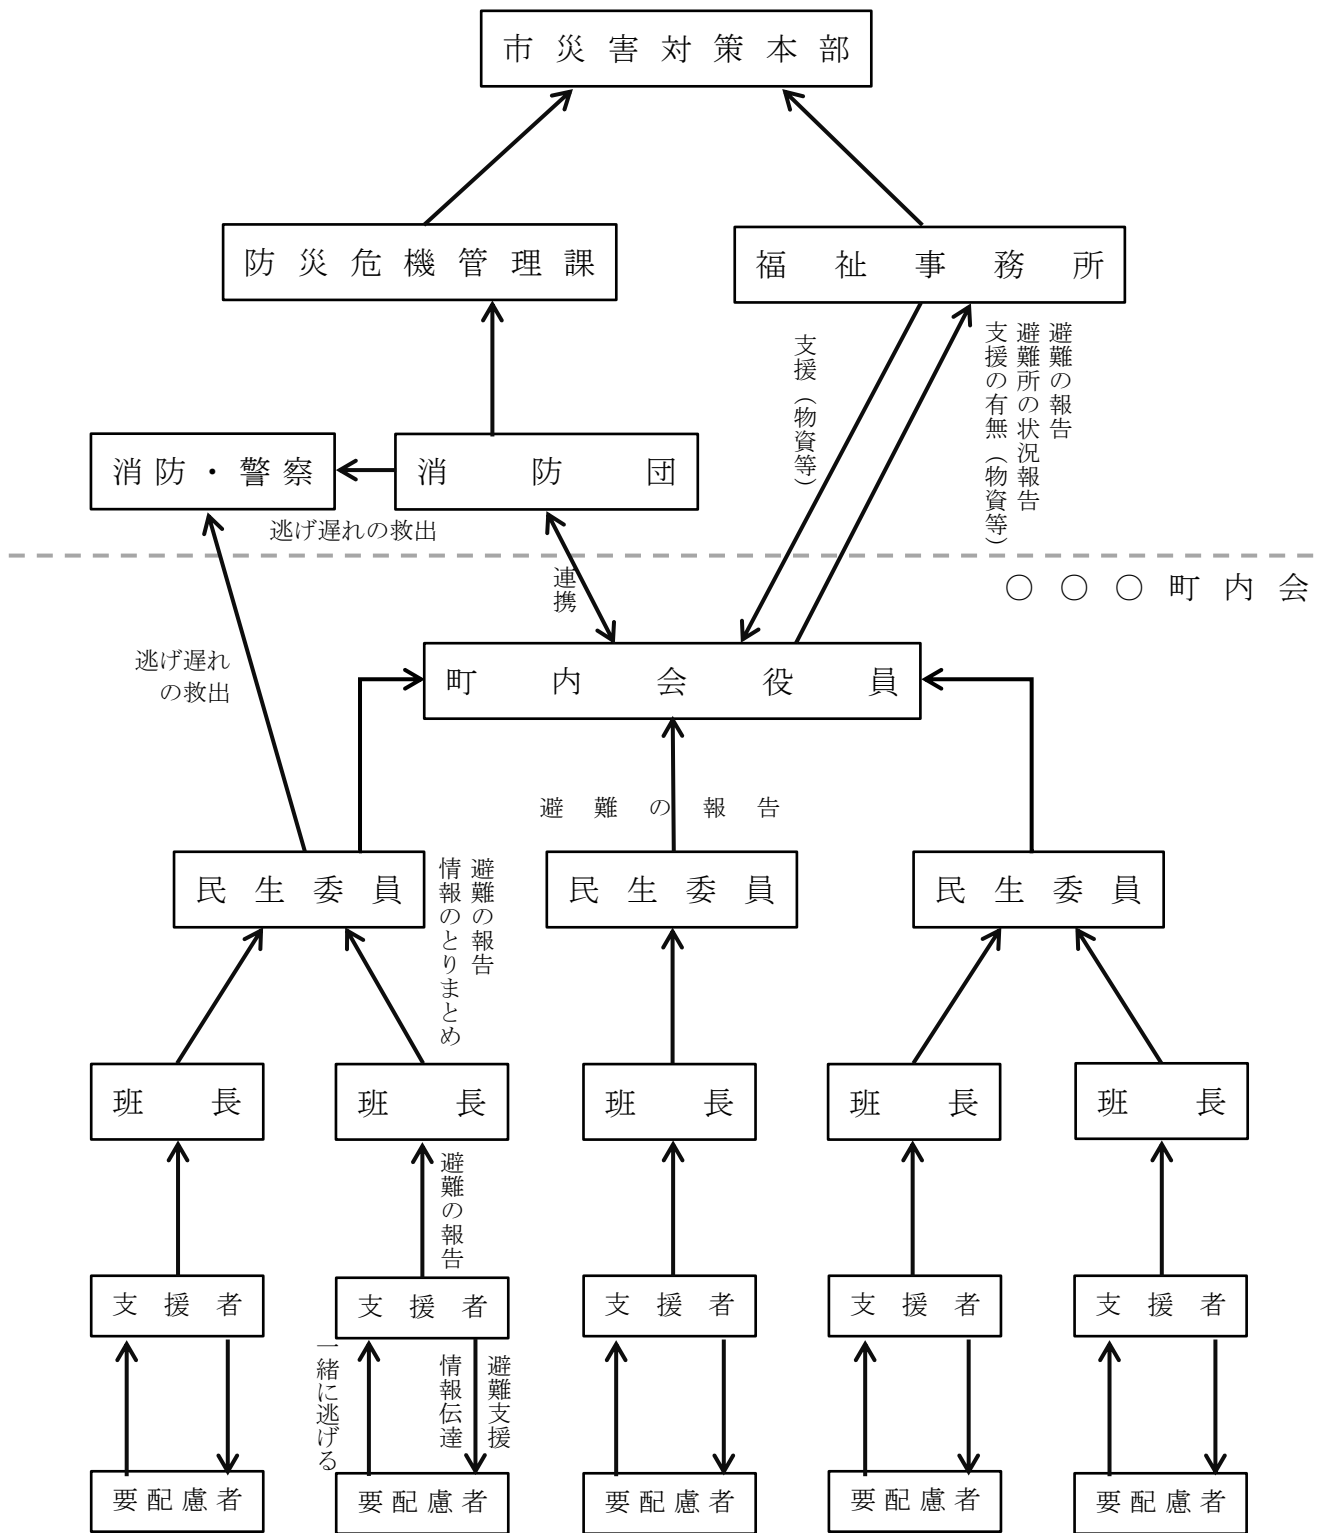 市災害対策本部
防災危機管理課
福祉事務所
支援（物資等）
避難の報告
避難所の状況報告
支援の有無（物資等）
消防・警察
消防団
逃げ遅れの救出
連携
〇〇〇町内会
逃げ遅れ
の救出
町内会役員
避難の報告
民生委員
避難の報告
情報のとりまとめ
民生委員
民生委員
班長
班長
班長
班長
班長
避難の報告
支援者
支援者
支援者
支援者
支援者
一緒に逃げる
避難支援
情報伝達
要配慮者
要配慮者
要配慮者
要配慮者
要配慮者